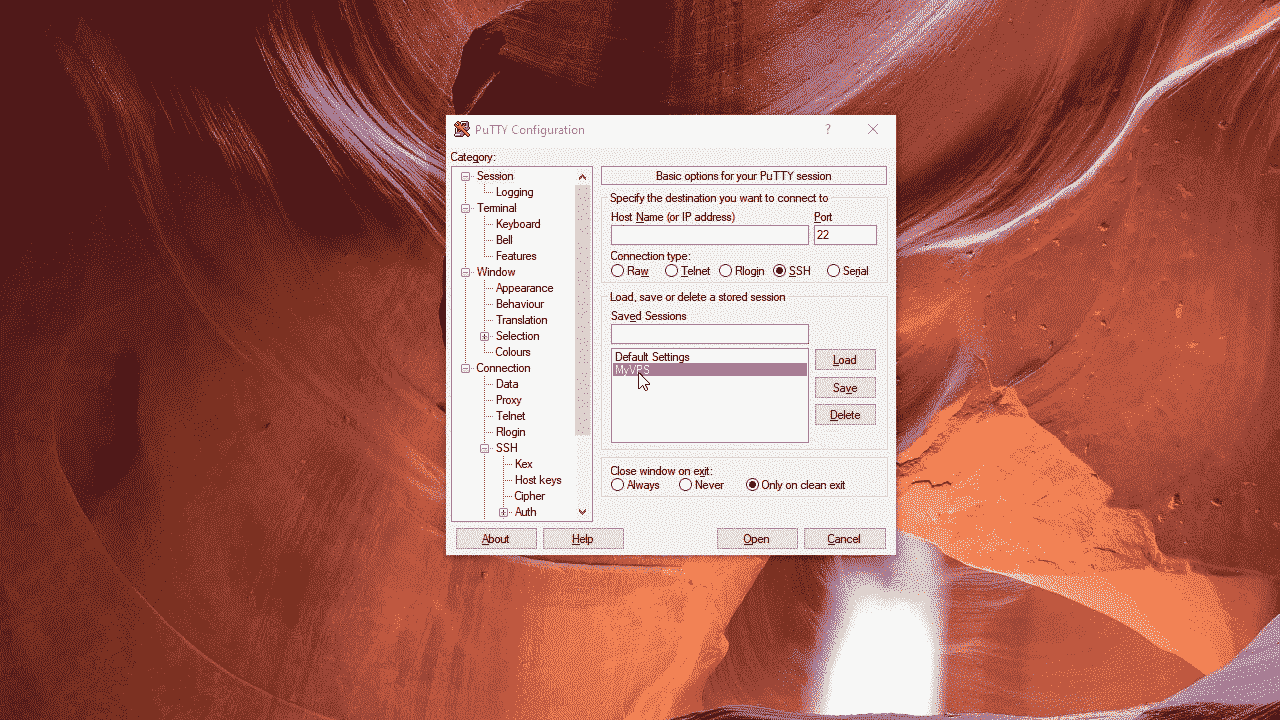 PuTTY Configuration
?
Category:
Session
Logging
Terminal
Keyboard
Bell
Features
Window
Appearance
Behaviour
Translation
Selection
Colours
Connection
Data
Proxy
Telnet
Rlogin
SSH
Kex
Host keys
Cipher
Auth
Basic options for your PuTTY session
Specify the destination you want to connect to
Host Name (or IP address) Port
22
Connection type:
Raw Telnet Rlogin SSH Serial
Load, save or delete a stored session
Saved Sessions
Default Settings
MyVPS
Load
Save
Delete
Close window on exit:
Always Never Only on clean exit
About Help Open Cancel